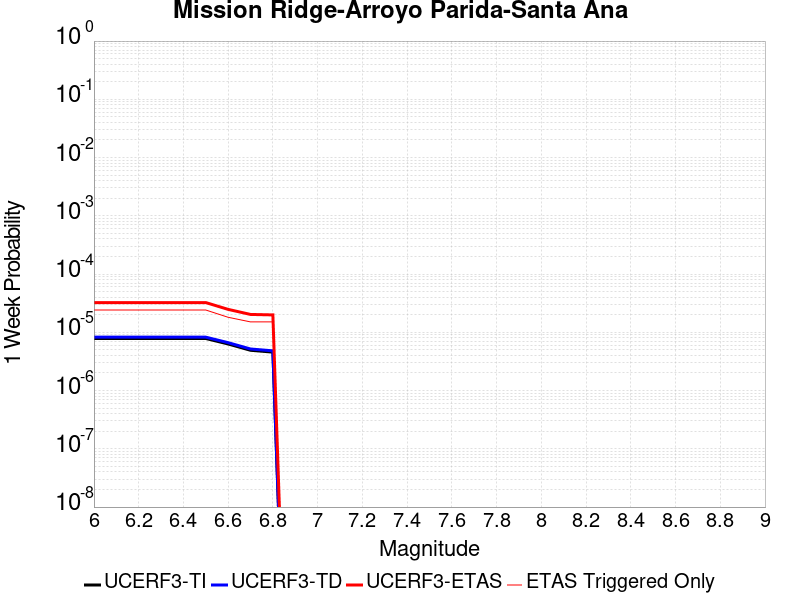 Mission Ridge-Arroyo Parida-Santa Ana
10^0
10^-1
10^-2
10^-3
10^-4
10^-5
10^-6
10^-7
10^-8
1 Week Probability
6 6.2 6.4 6.6 6.8 7 7.2 7.4 7.6 7.8 8 8.2 8.4 8.6 8.8 9
Magnitude
UCERF3-TI UCERF3-TD UCERF3-ETAS ETAS Triggered Only